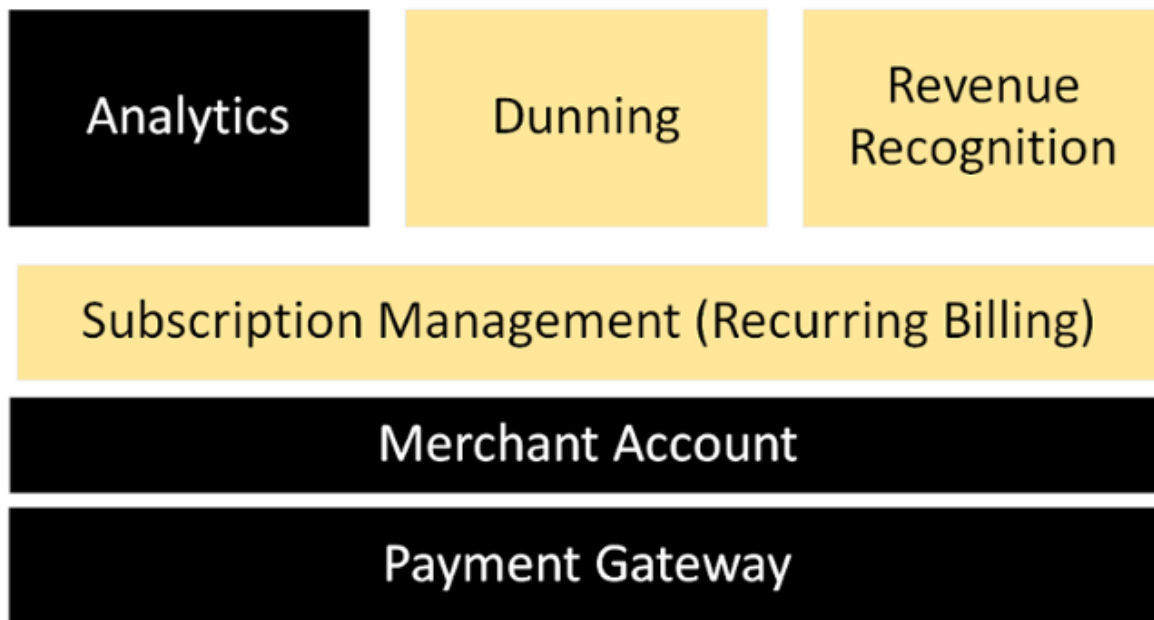 Analytics
Dunning
Revenue
Recognition
Subscription Management (Recurring Billing)
Merchant Account
Payment Gateway